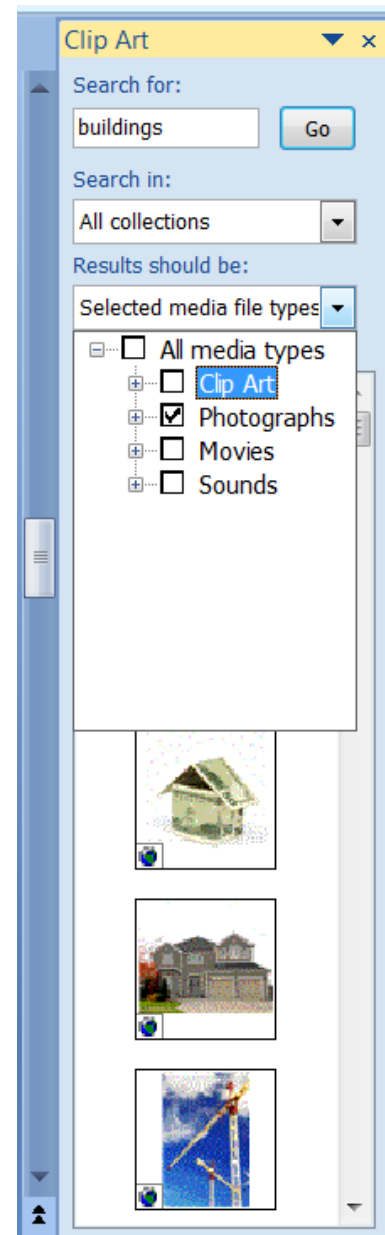 Clip Art
Search for:
buildings Go
Search in:
All collections
Results should be:
Selected media file types
All media types
Clip Art
Photographs
Movies
Sounds